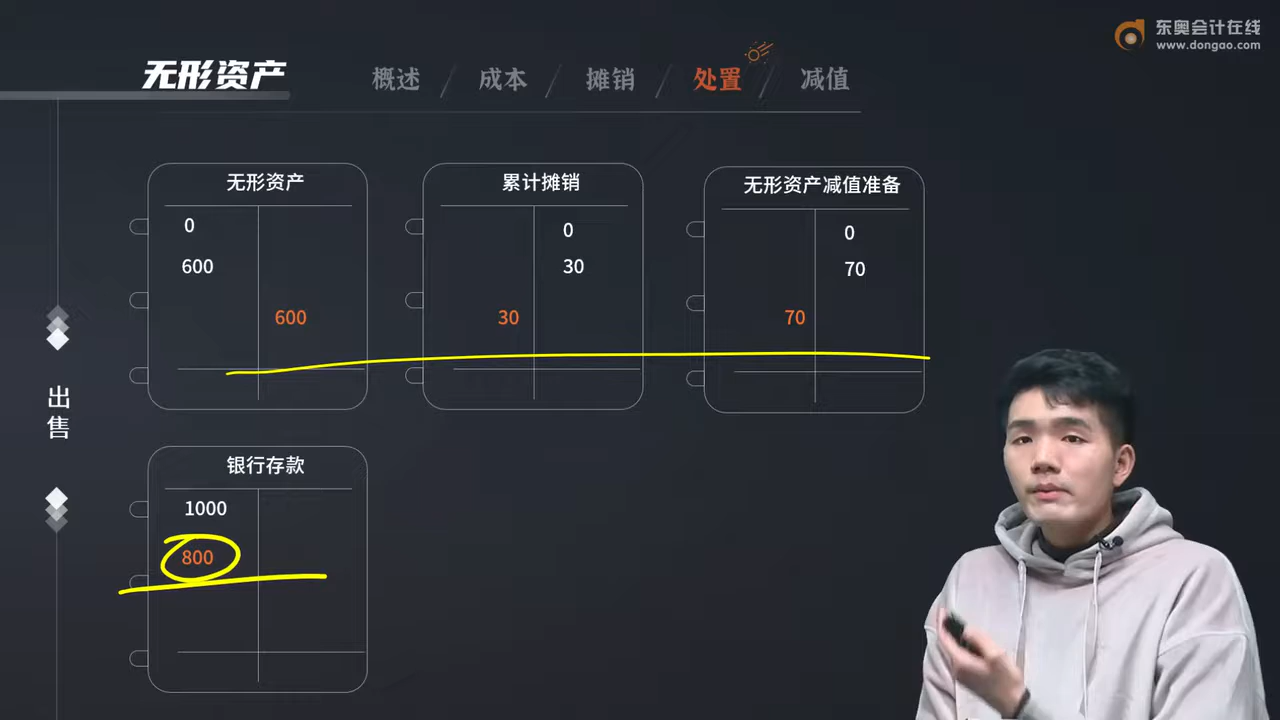 东奥会计在线
www.dongao.com
无形资产
概述 / 成本 / 摊销 / 处置 / 减值
出售
无形资产
0
600
600
累计摊销
0
30
30
无形资产减值准备
0
70
70
银行存款
1000
800